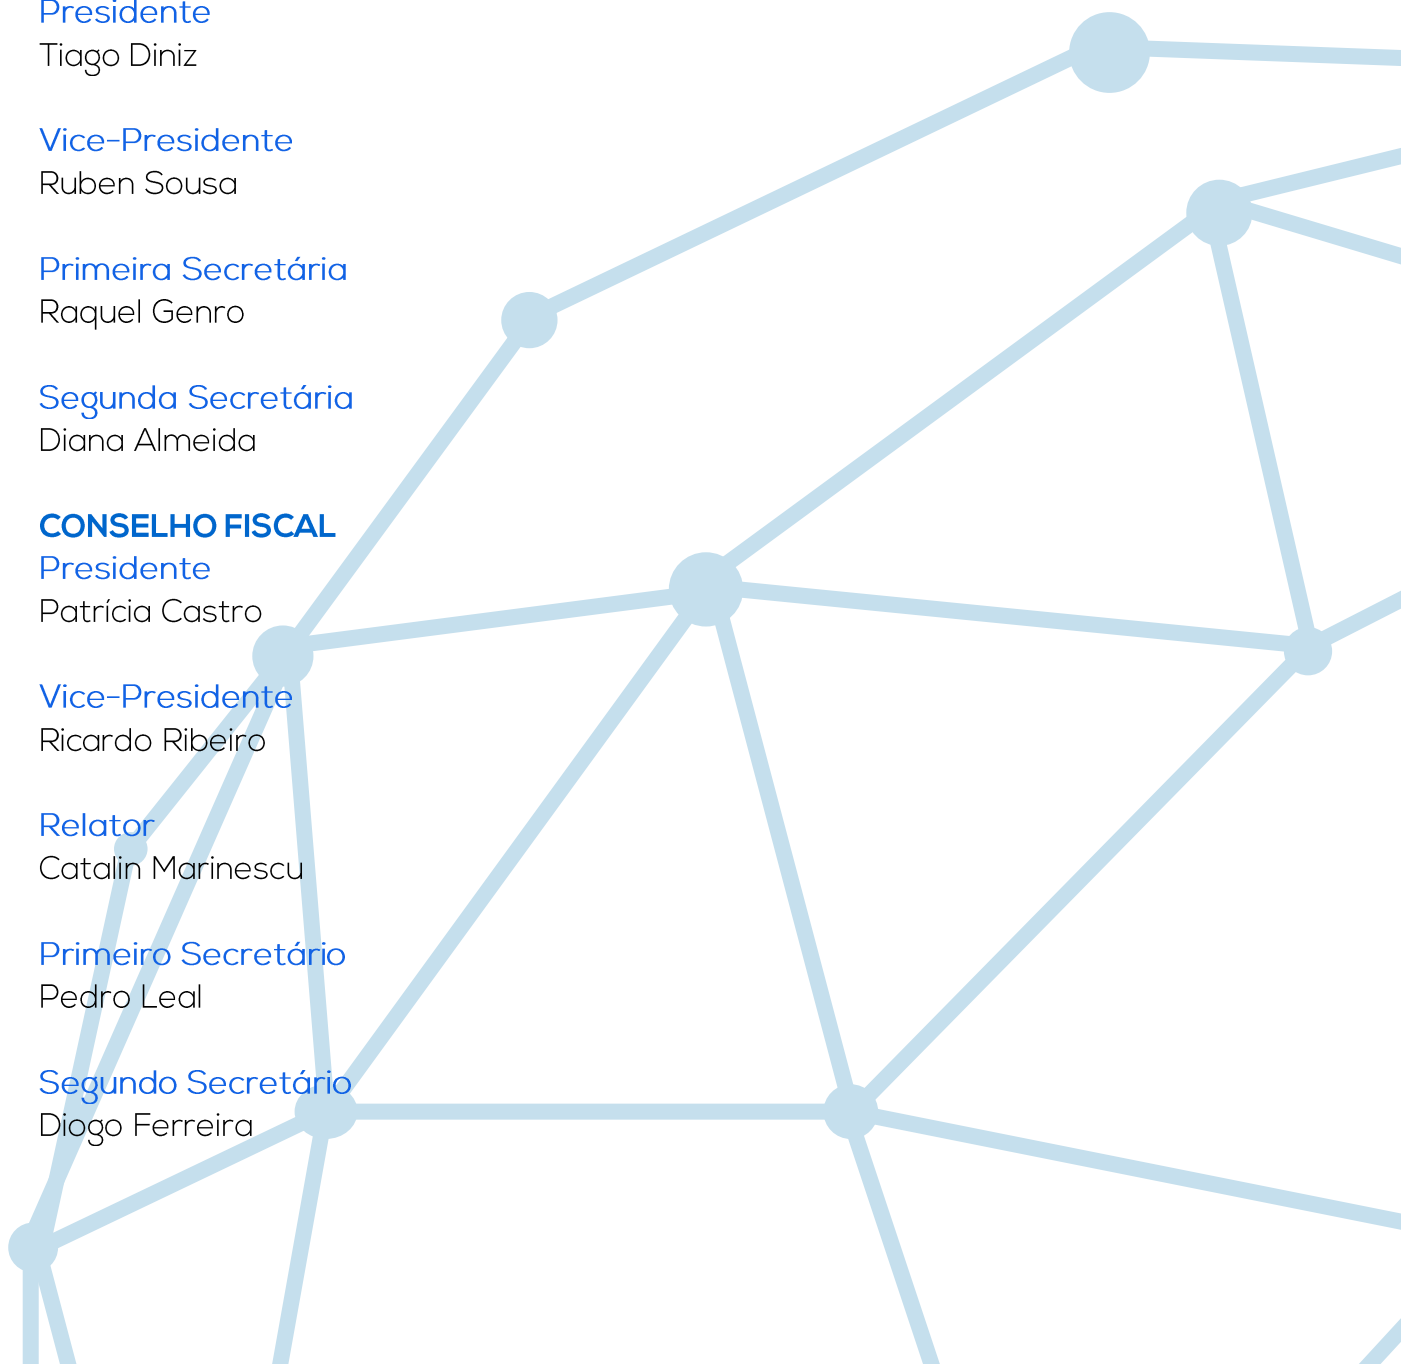 Presidente
Tiago Diniz
Vice-Presidente
Ruben Sousa
Primeira Secretária
Raquel Genro
Segunda Secretária
Diana Almeida
CONSELHO FISCAL
Presidente
Patrícia Castro
Vice-Presidente
Ricardo Ribeiro
Relator
Catalin Marinescu
Primeiro Secretário
Pedro Leal
Segundo Secretário
Diogo Ferreira